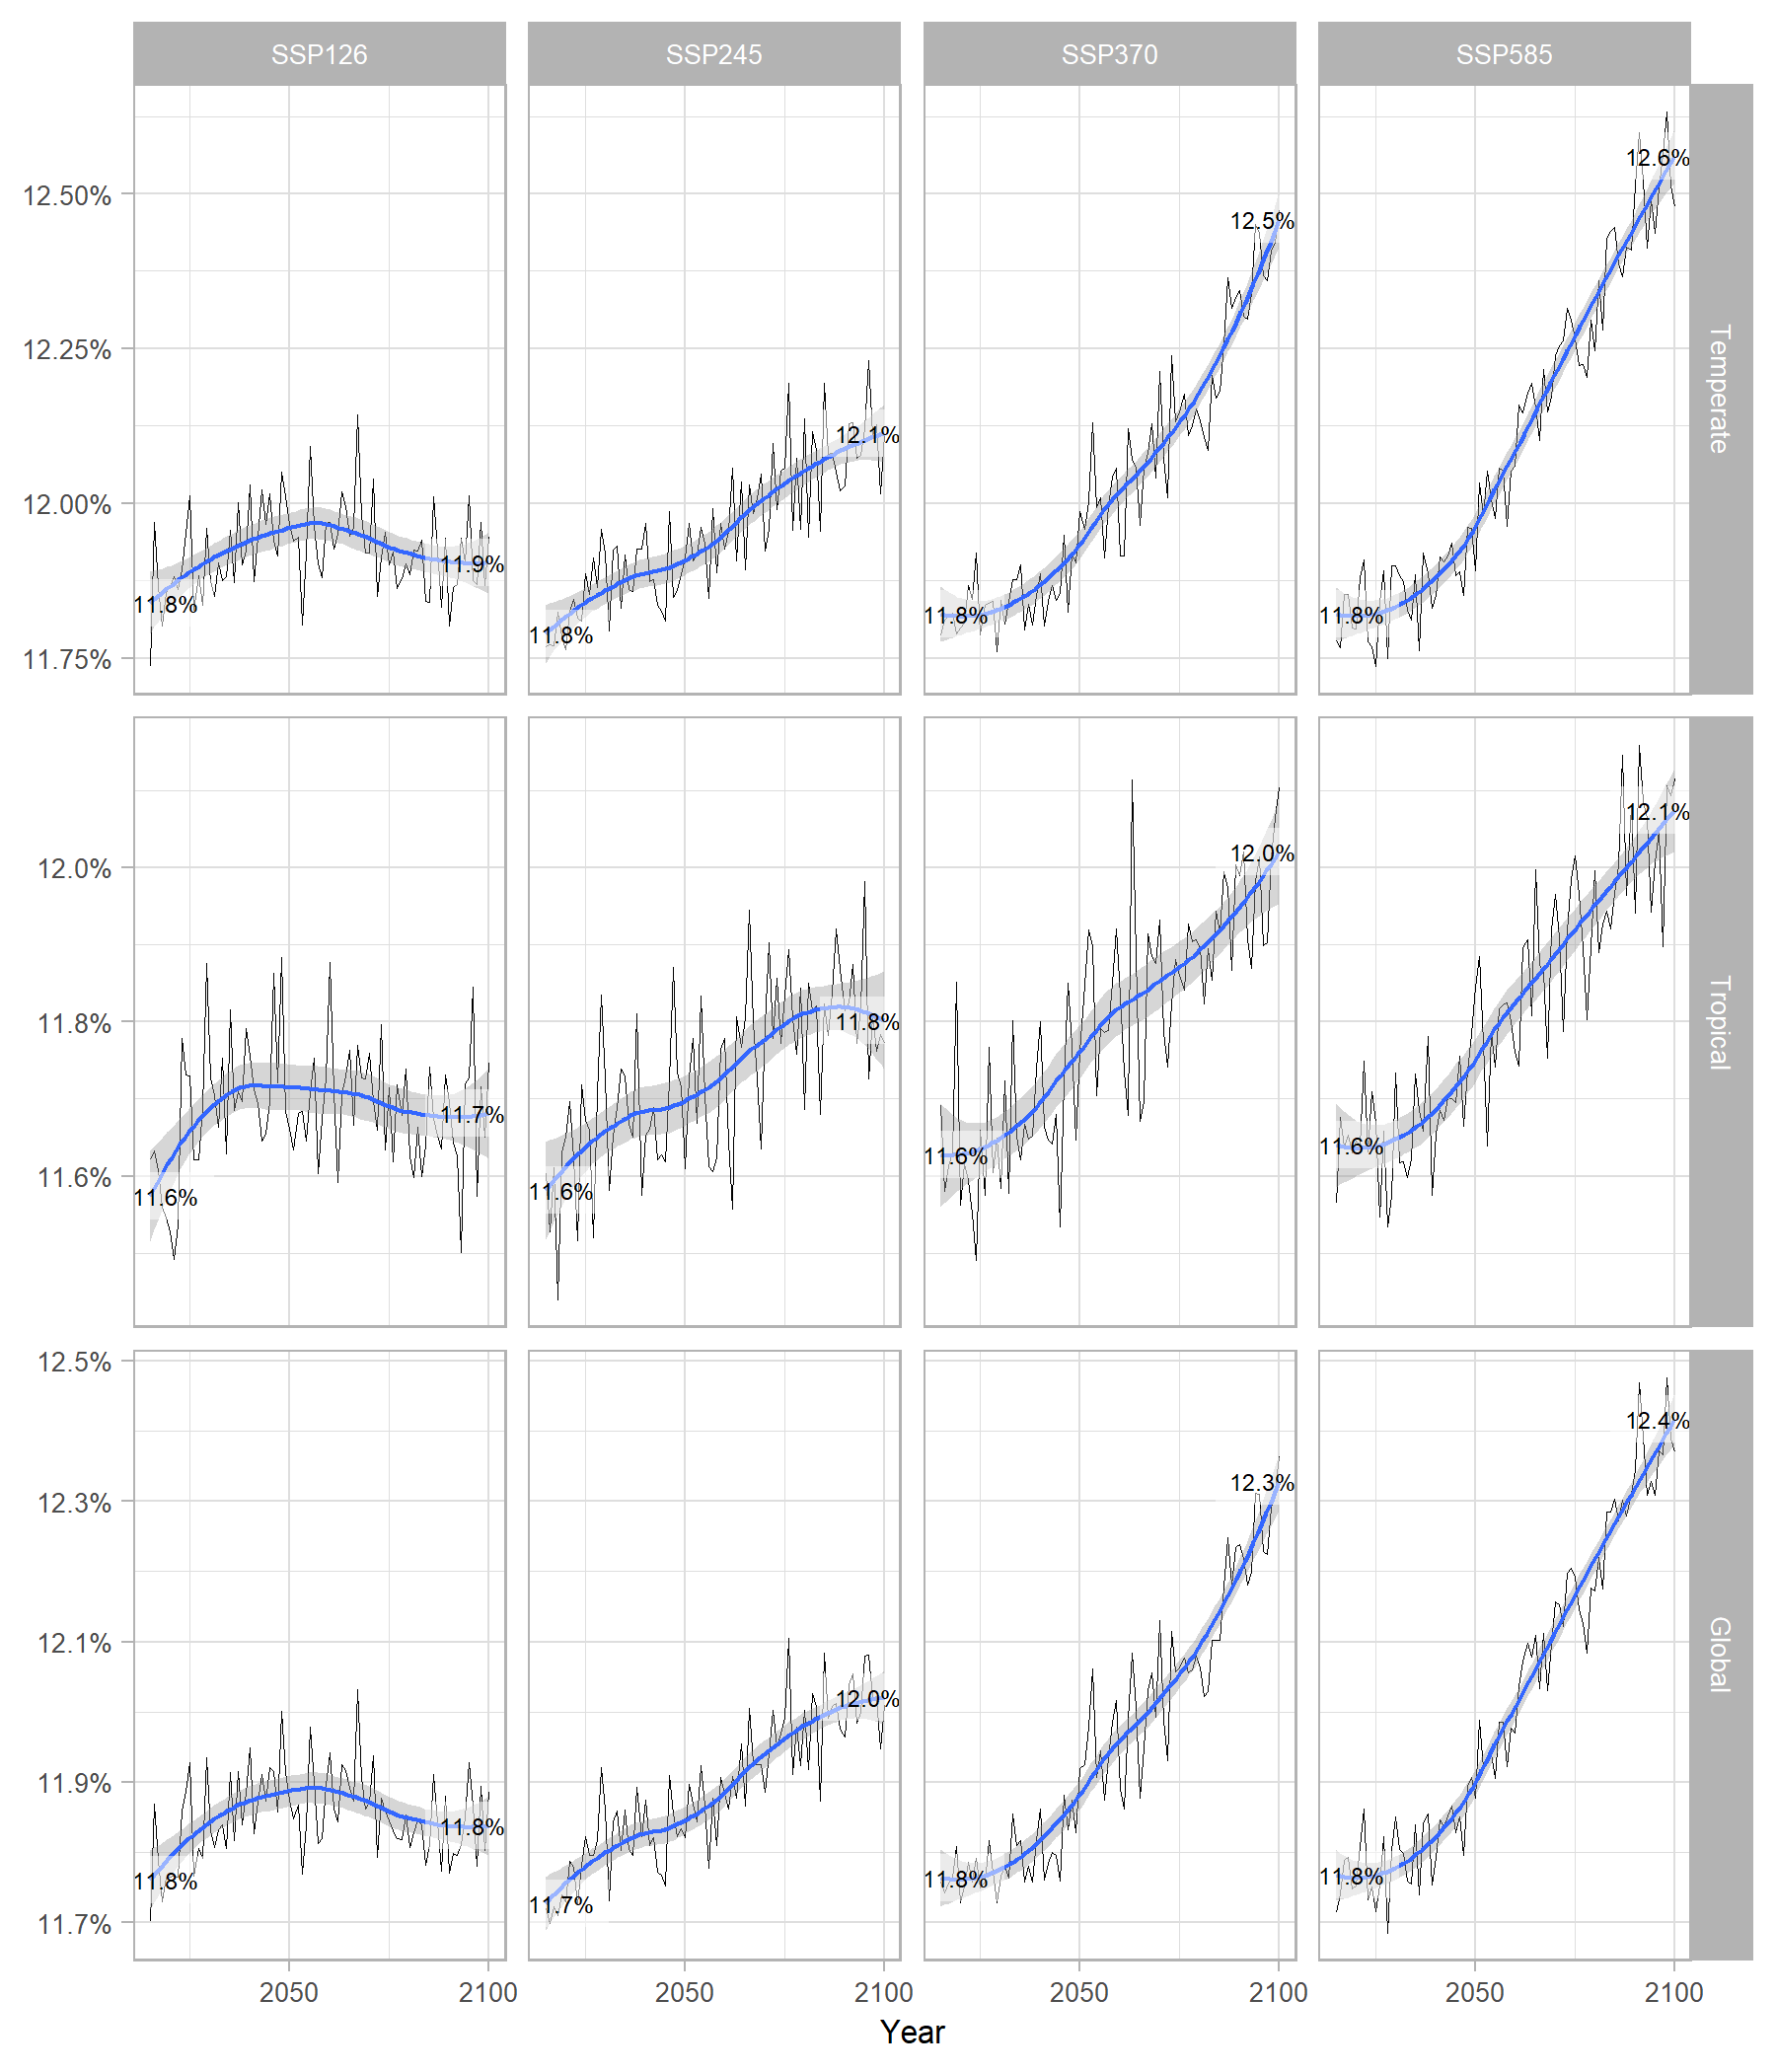 SSP126 SSP245 SSP370 SSP585
12.50%
12.25%
12.00%
11.75%
11.8% 11.9% 11.8% 12.1% 11.8% 12.5% 11.8% 12.6%
Temperate
12.0%
11.8%
11.6%
11.6% 11.7% 11.6% 11.8% 11.6% 12.0% 11.6% 12.1%
Tropical
12.5%
12.3%
12.1%
11.9%
11.7%
11.8% 11.8% 11.7% 12.0% 11.8% 12.3% 11.8% 12.4%
Global
2050 2100 2050 2100 2050 2100 2050 2100
Year